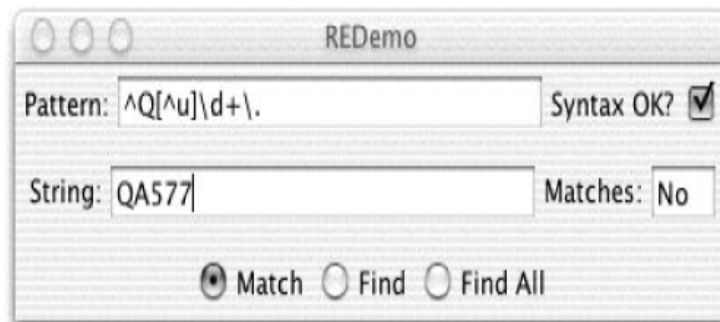 REDemo
Pattern: ^Q[^u]\d+\. Syntax OK?
String: QA577 Matches: No
Match Find Find All